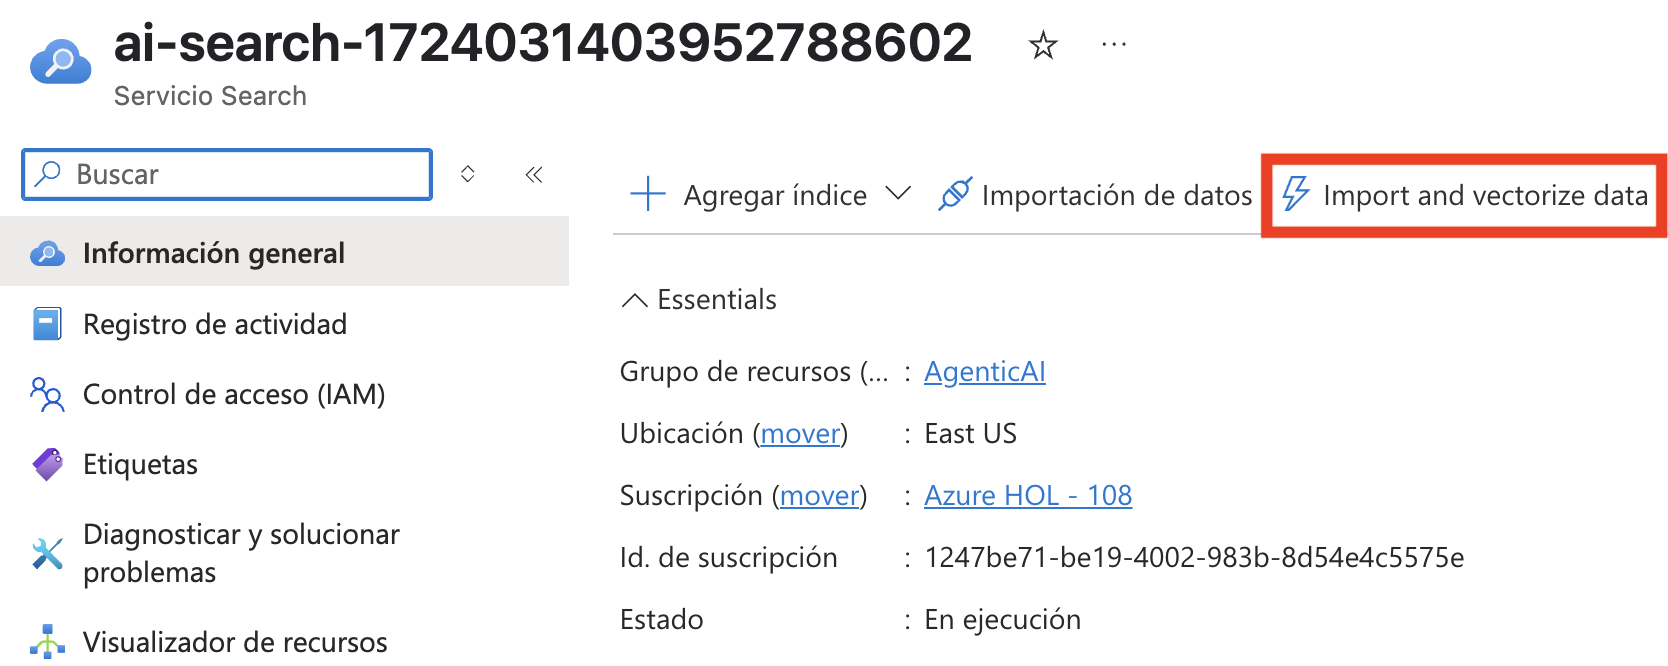 ai-search-1724031403952788602
Servicio Search
Buscar
Información general
Registro de actividad
Control de acceso (IAM)
Etiquetas
Diagnosticar y solucionar
problemas
Visualizador de recursos
Agregar índice
Importación de datos
Import and vectorize data
Essentials
Grupo de recursos (... : AgenticAI
Ubicación (mover) : East US
Suscripción (mover) : Azure HOL - 108
Id. de suscripción : 1247be71-be19-4002-983b-8d54e4c5575e
Estado : En ejecución